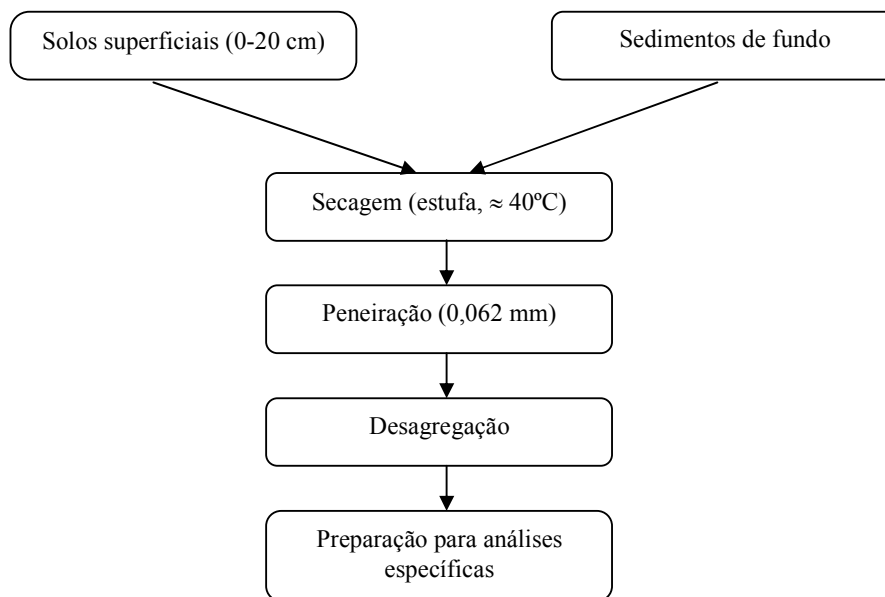 Solos superficiais (0-20 cm)
Sedimentos de fundo
Secagem (estufa, ≈ 40ºC)
Peneiração (0,062 mm)
Desagregação
Preparação para análises
específicas